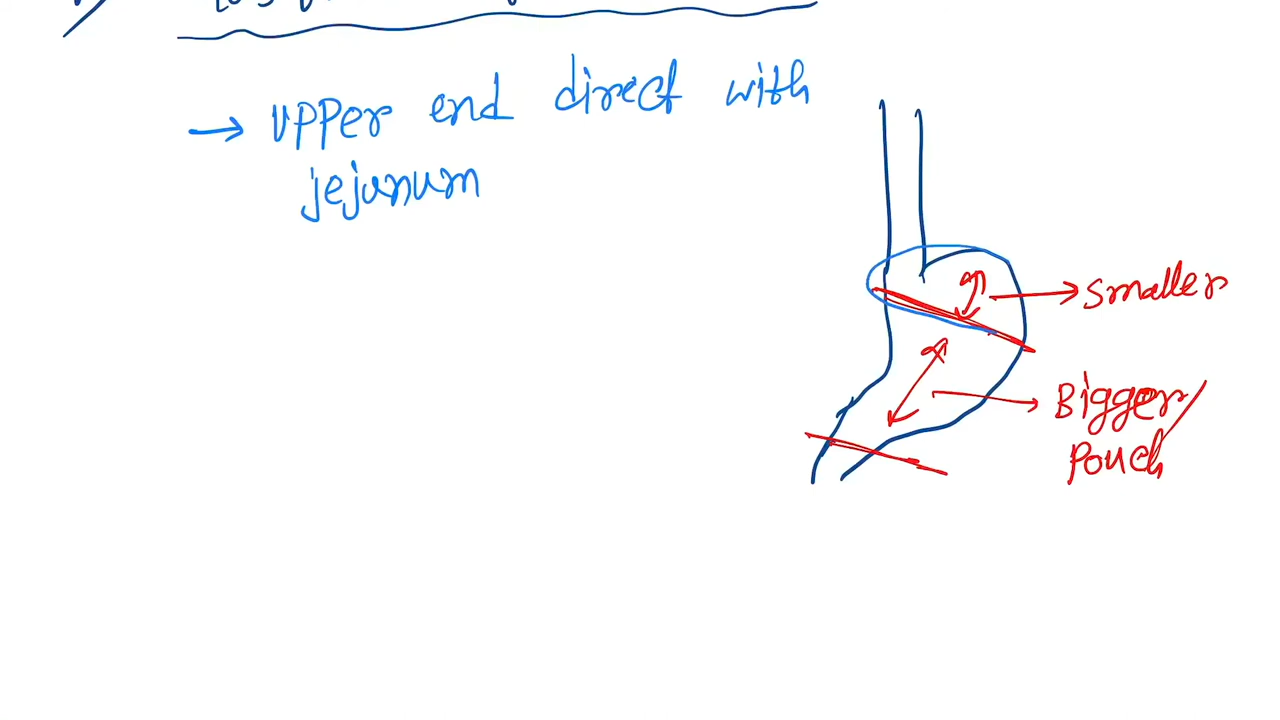 → Upper end direct with
jejunum
→ smaller
→ Bigger/
pouch